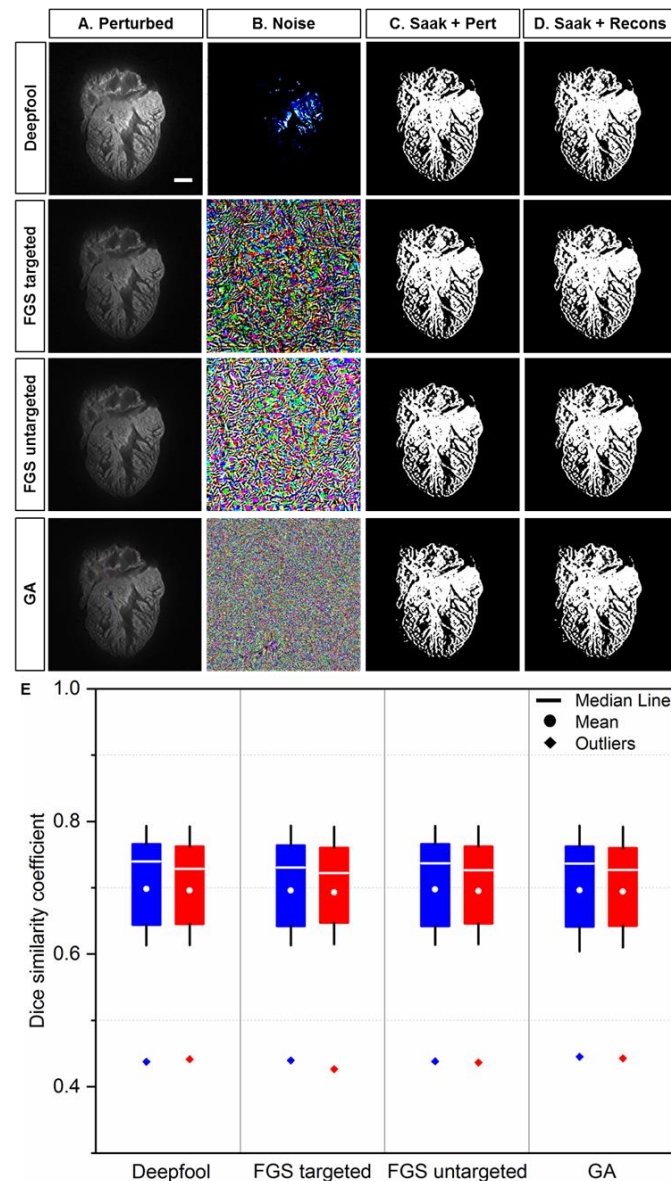 A. Perturbed
B. Noise
C. Saak + Pert
D. Saak + Recons
Deepfool
FGS targeted
FGS untargeted
GA
E
1.0
0.8
0.6
0.4
Dice similarity coefficient
Median Line
Mean
Outliers
Deepfool
FGS targeted
FGS untargeted
GA